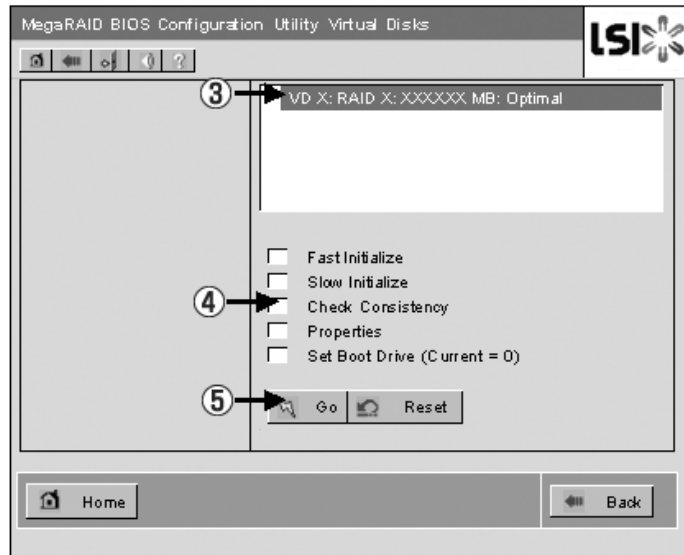 MegaRAID BIOS Configuration Utility Virtual Disks
LSI
?
③
VD X: RAID X: XXXXXX MB: Optimal
Fast Initialize
Slow Initialize
④
Check Consistency
Properties
Set Boot Drive (Current = 0)
⑤
Go
Reset
Home
Back